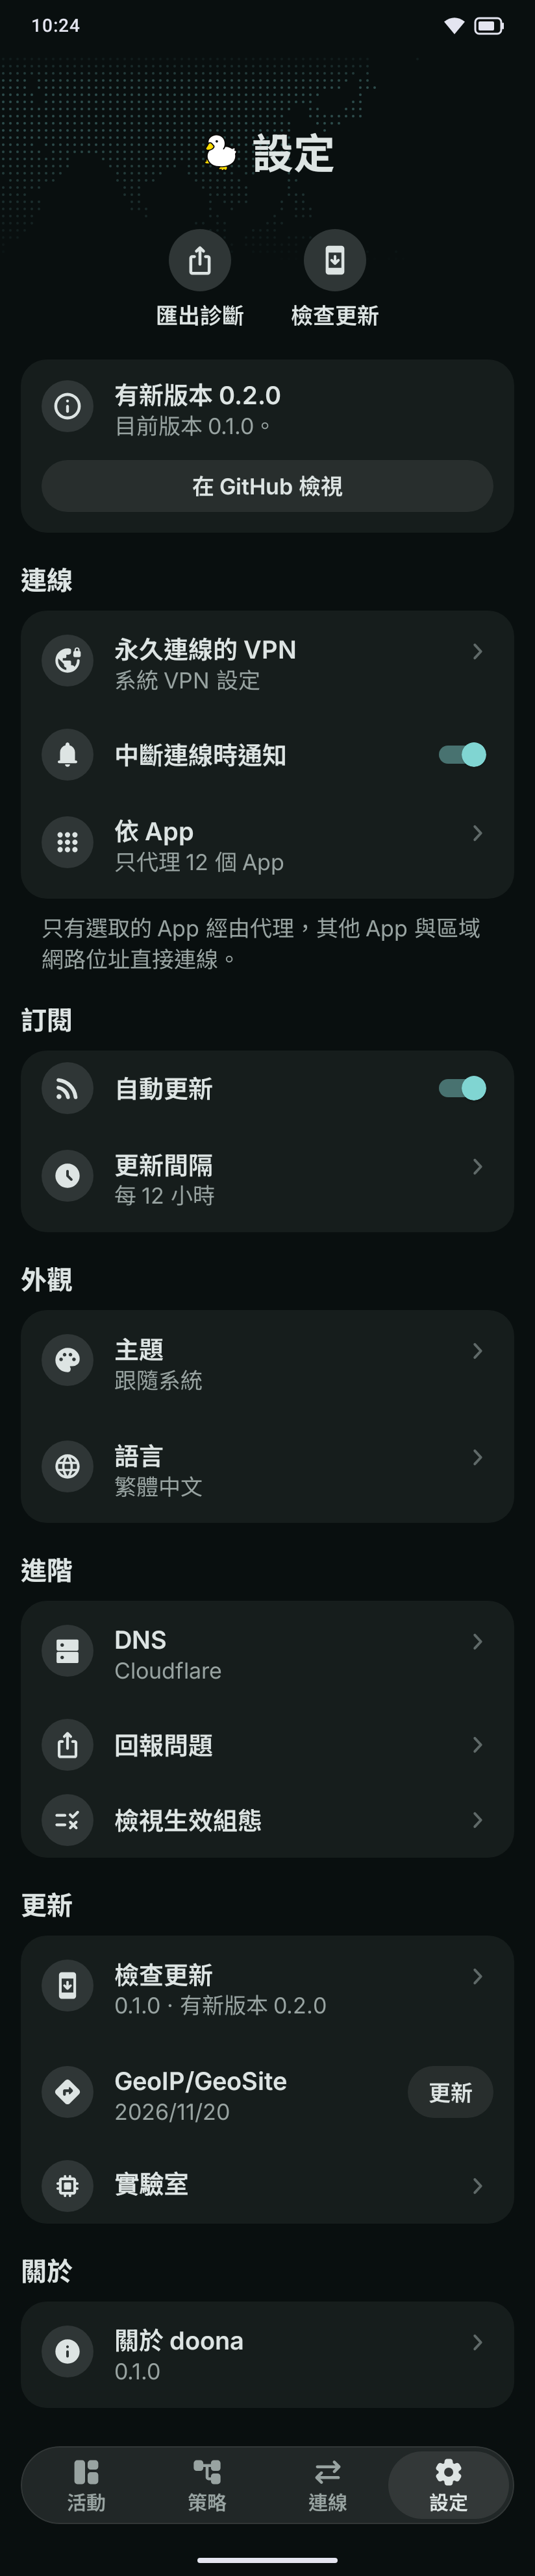 10:24
設定
匯出診斷
檢查更新
有新版本 0.2.0
目前版本 0.1.0。
在 GitHub 檢視
連線
永久連線的 VPN
系統 VPN 設定
中斷連線時通知
依 App
只代理 12 個 App
只有選取的 App 經由代理，其他 App 與區域
網路位址直接連線。
訂閱
自動更新
更新間隔
每 12 小時
外觀
主題
跟隨系統
語言
繁體中文
進階
DNS
Cloudflare
回報問題
檢視生效組態
更新
檢查更新
0.1.0 · 有新版本 0.2.0
GeoIP/GeoSite
2026/11/20
更新
實驗室
關於
關於 doona
0.1.0
活動
策略
連線
設定